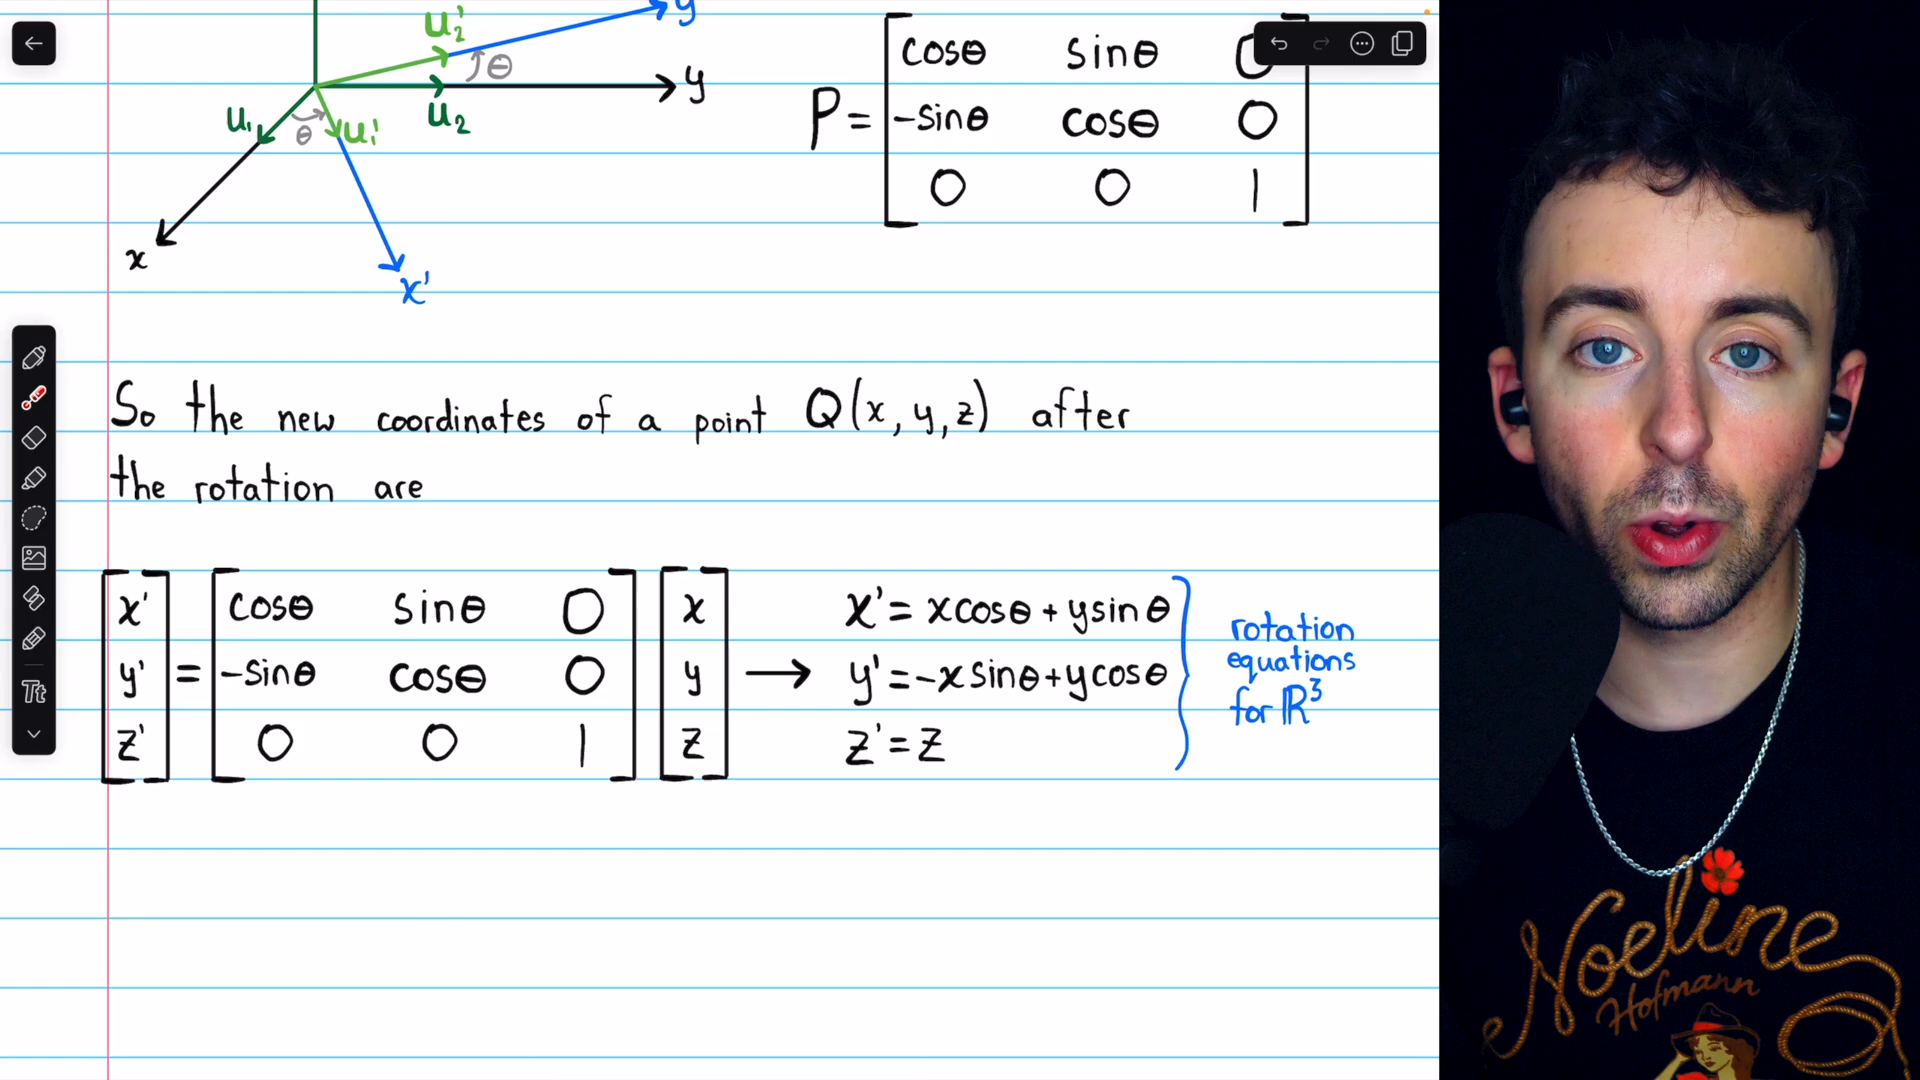 y'
u₂'
θ
y
u₁
θ
u₁'
u₂
x
x'
P = [cosθ sinθ 0
-sinθ cosθ 0
0 0 1]
So the new coordinates of a point Q(x, y, z) after
the rotation are
[x'] = [cosθ sinθ 0] [x] → x' = xcosθ + ysinθ
[y'] = [-sinθ cosθ 0] [y] → y' = -xsinθ + ycosθ
[z'] = [0 0 1] [z] z' = z
rotation
equations
for ℝ³
Tt
Noeline
Hofmann